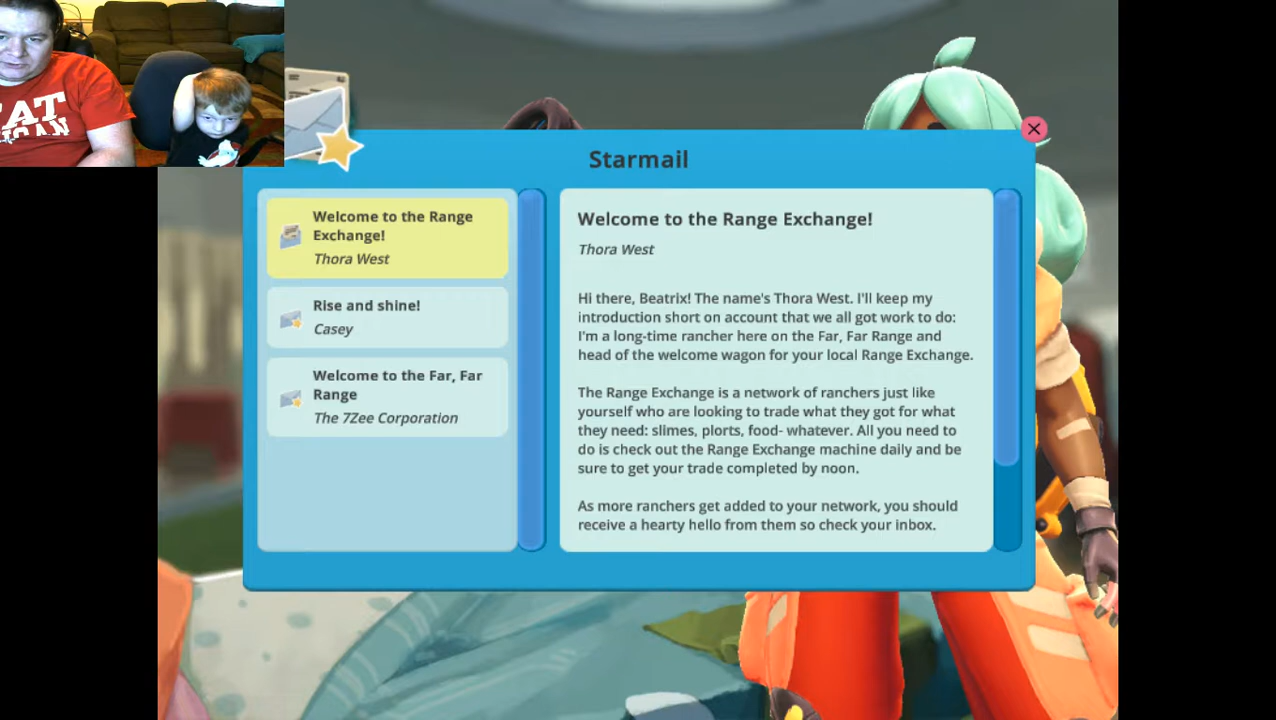 AT
CAN
Starmail
Welcome to the Range
Exchange!
Thora West
Rise and shine!
Casey
Welcome to the Far, Far
Range
The 7Zee Corporation
Welcome to the Range Exchange!
Thora West
Hi there, Beatrix! The name's Thora West. I'll keep my
introduction short on account that we all got work to do:
I'm a long-time rancher here on the Far, Far Range and
head of the welcome wagon for your local Range Exchange.
The Range Exchange is a network of ranchers just like
yourself who are looking to trade what they got for what
they need: slimes, plorts, food- whatever. All you need to
do is check out the Range Exchange machine daily and be
sure to get your trade completed by noon.
As more ranchers get added to your network, you should
receive a hearty hello from them so check your inbox.